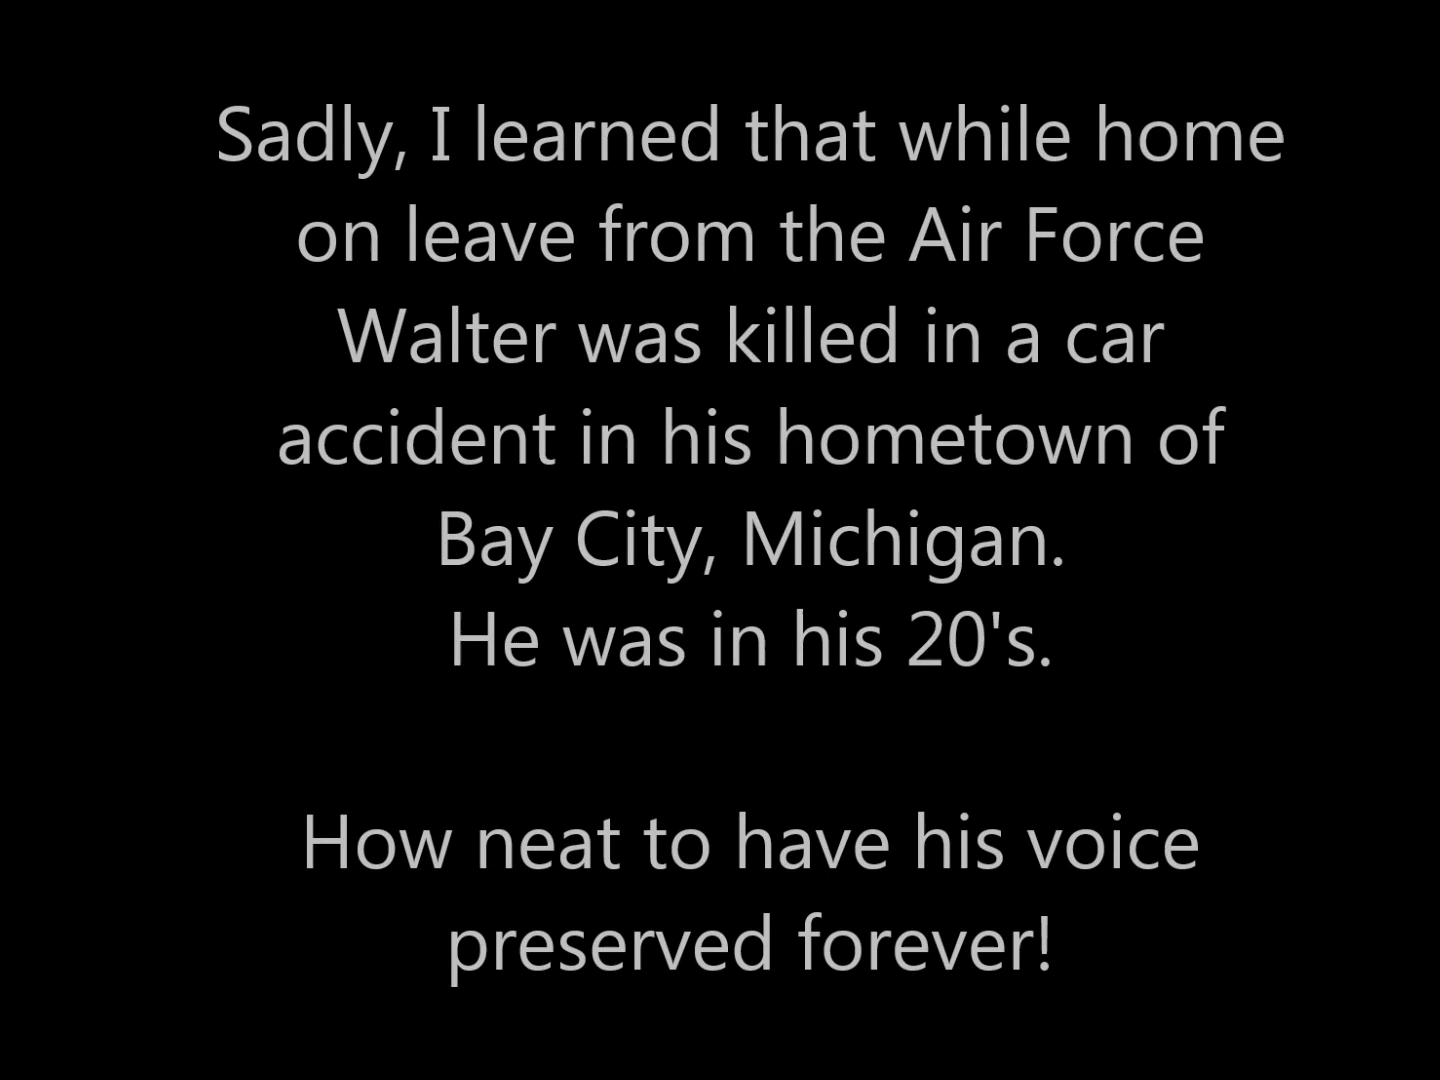 Sadly, I learned that while home
on leave from the Air Force
Walter was killed in a car
accident in his hometown of
Bay City, Michigan.
He was in his 20's.
How neat to have his voice
preserved forever!